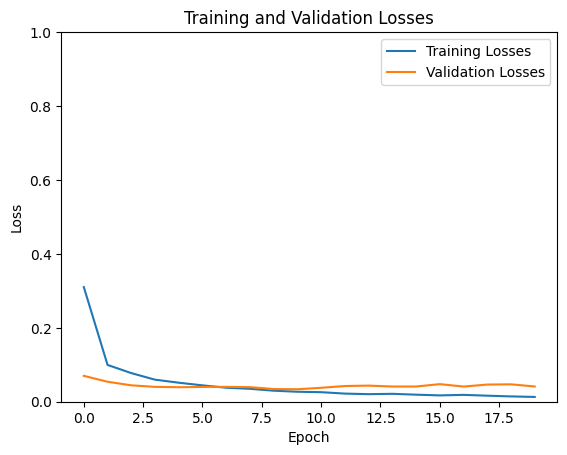 Training and Validation Losses
Training Losses
Validation Losses
1.0
0.8
0.6
0.4
0.2
0.0
Loss
0.0 2.5 5.0 7.5 10.0 12.5 15.0 17.5
Epoch